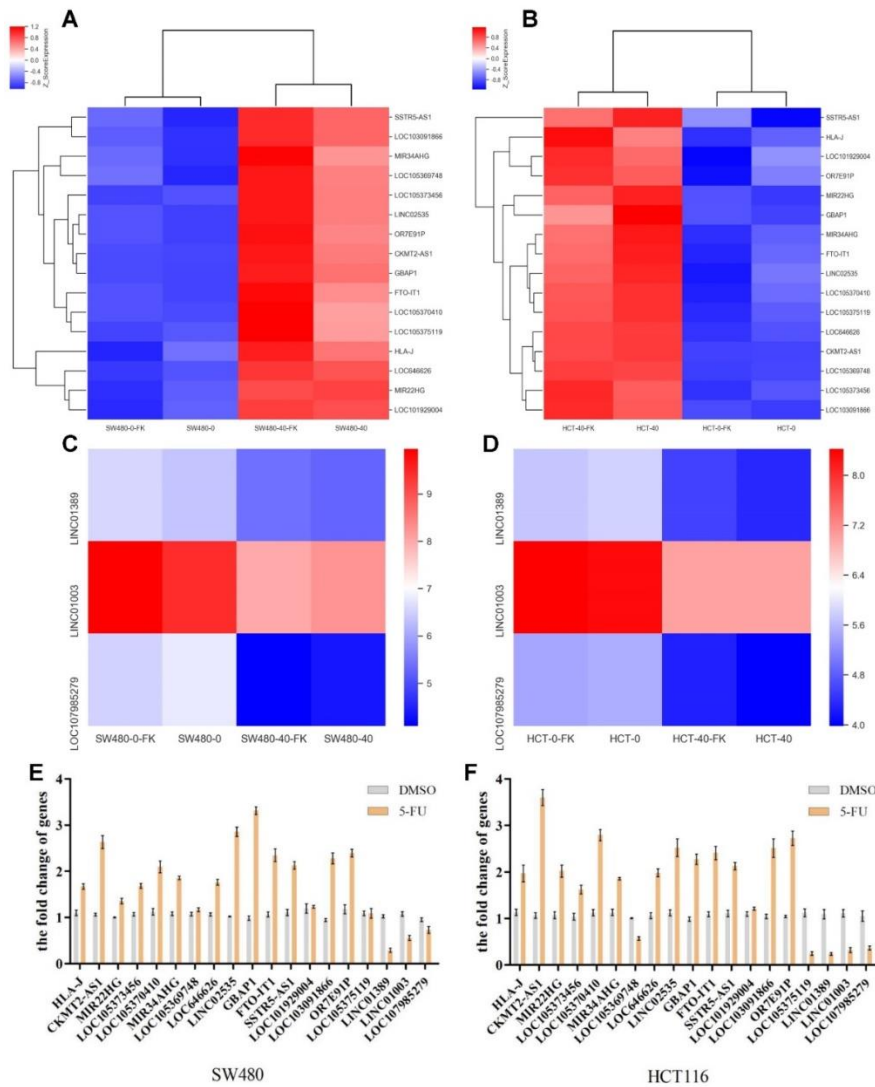 A
1.2
0.8
0.4
0.0
-0.4
-0.8
Z_ScoreExpression
SSTR5-AS1
LOC103091866
MIR34AHG
LOC105369748
LOC105373456
LINC02535
OR7E91P
CKMT2-AS1
GBAP1
FTO-IT1
LOC105370410
LOC105375119
HLA-J
LOC646626
MIR22HG
LOC101929004
SW480-0-FK
SW480-0
SW480-40-FK
SW480-40
B
0.8
0.4
0.0
-0.4
-0.8
Z_ScoreExpression
SSTR5-AS1
HLA-J
LOC101929004
OR7E91P
MIR22HG
GBAP1
MIR34AHG
FTO-IT1
LINC02535
LOC105370410
LOC105375119
LOC646626
CKMT2-AS1
LOC105369748
LOC105373456
LOC103091866
HCT-40-FK
HCT-40
HCT-0-FK
HCT-0
C
LINC01389
LINC01003
LOC107985279
SW480-0-FK
SW480-0
SW480-40-FK
SW480-40
9
8
7
6
5
D
LINC01389
LINC01003
LOC107985279
HCT-0-FK
HCT-0
HCT-40-FK
HCT-40
8.0
7.2
6.4
5.6
4.8
4.0
E
the fold change of genes
4
3
2
1
0
DMSO
5-FU
HLA-J
CKMT2-AS1
MIR22HG
LOC105373456
LOC105370410
MIR34AHG
LOC105369748
LOC646626
LINC02535
GBAP1
FTO-IT1
SSTR5-AS1
LOC101929004
LOC103091866
OR7E91P
LOC105375119
LINC01389
LINC01003
LOC107985279
SW480
F
the fold change of genes
4
3
2
1
0
DMSO
5-FU
HLA-J
CKMT2-AS1
MIR22HG
LOC105373456
LOC105370410
MIR34AHG
LOC105369748
LOC646626
LINC02535
GBAP1
FTO-IT1
SSTR5-AS1
LOC101929004
LOC103091866
OR7E91P
LOC105375119
LINC01389
LINC01003
LOC107985279
HCT116